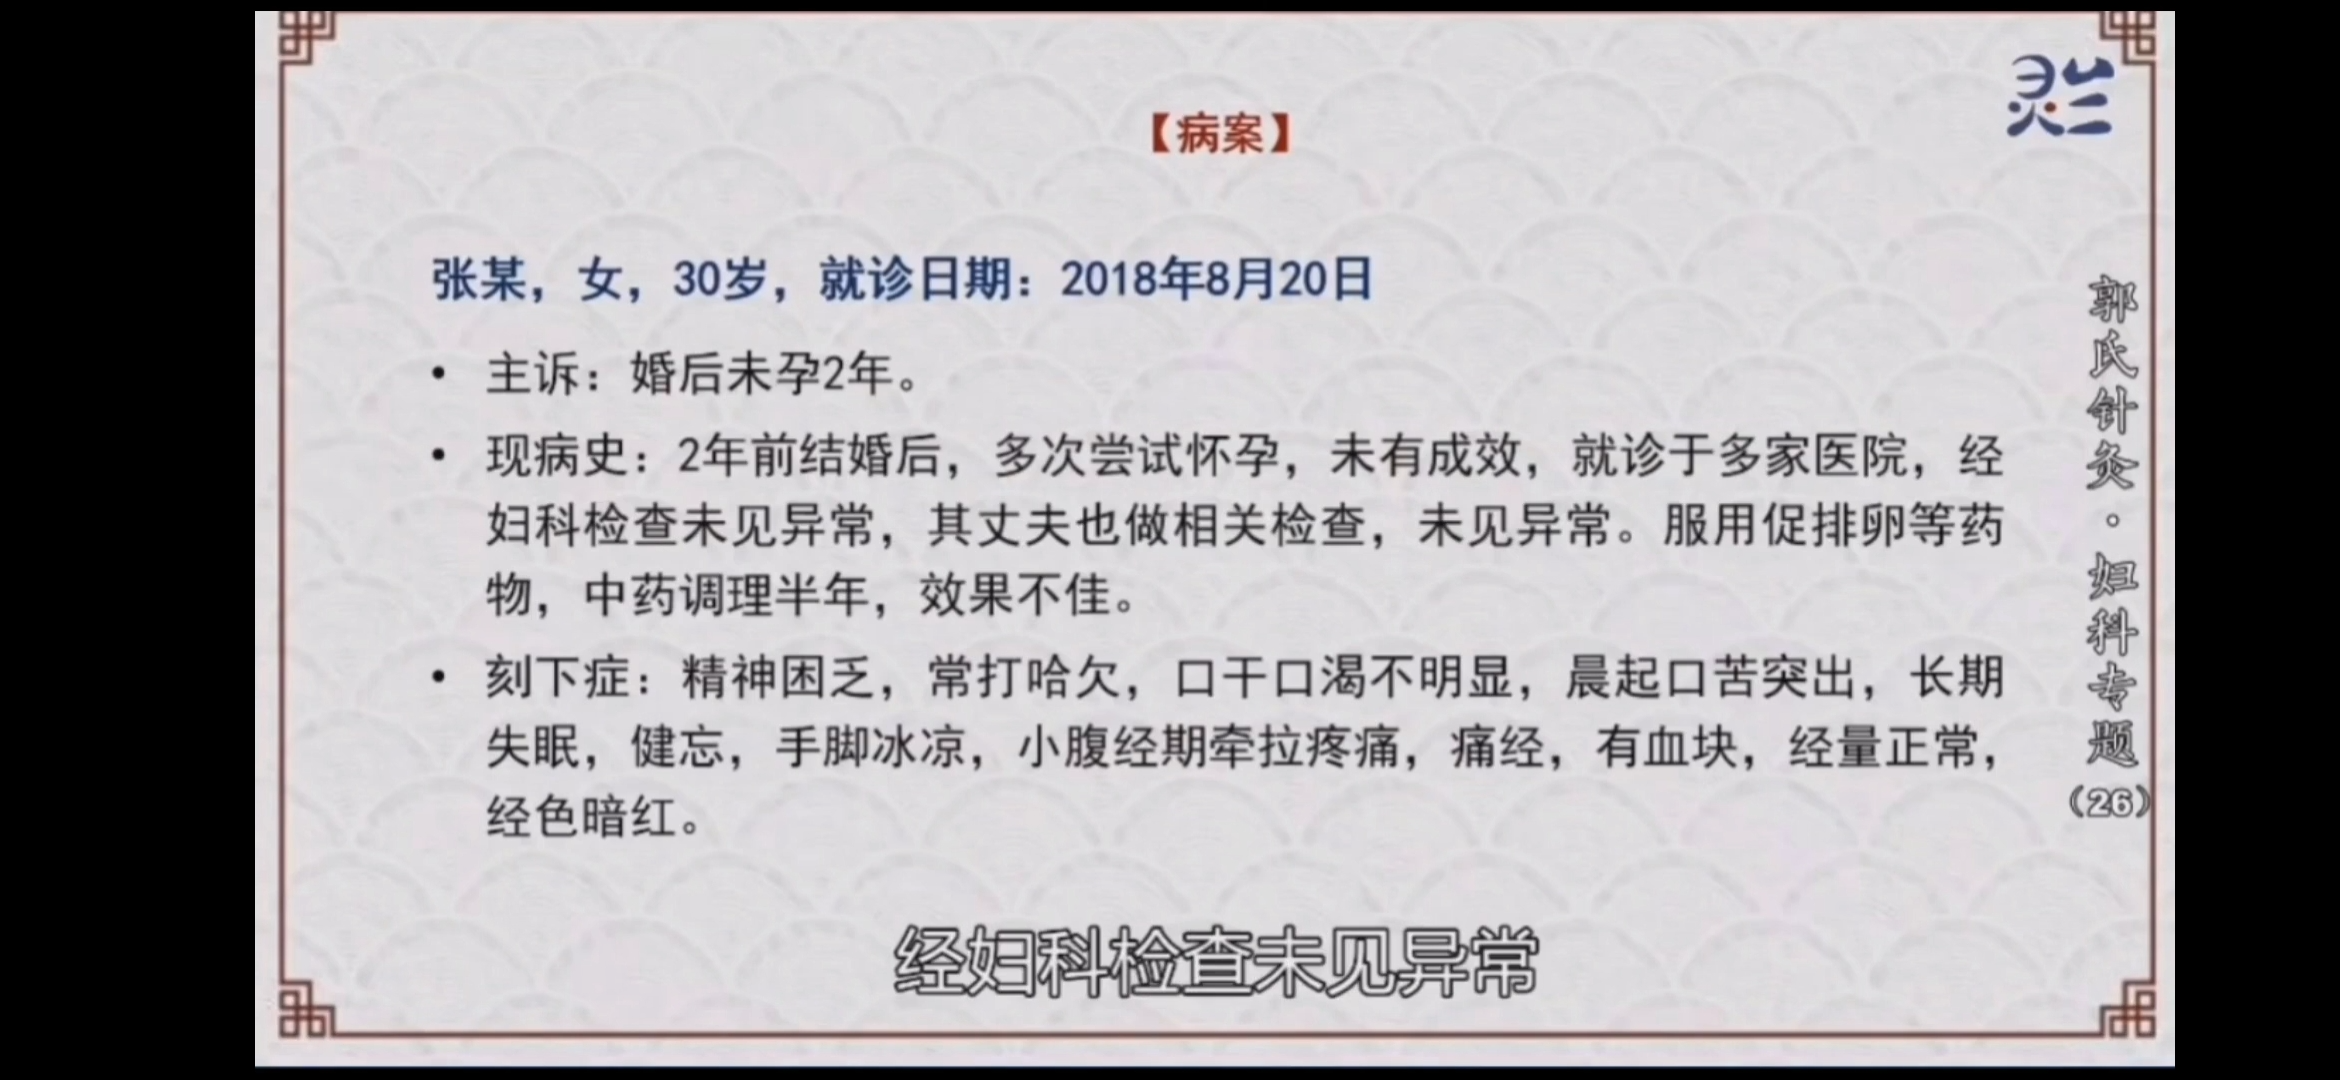 灵兰
【病案】
张某，女，30岁，就诊日期：2018年8月20日
• 主诉：婚后未孕2年。
• 现病史：2年前结婚后，多次尝试怀孕，未有成效，就诊于多家医院，经
妇科检查未见异常，其丈夫也做相关检查，未见异常。服用促排卵等药
物，中药调理半年，效果不佳。
• 刻下症：精神困乏，常打哈欠，口干口渴不明显，晨起口苦突出，长期
失眠，健忘，手脚冰凉，小腹经期牵拉疼痛，痛经，有血块，经量正常，
经色暗红。
郭氏针灸·妇科专题（26）
经妇科检查未见异常